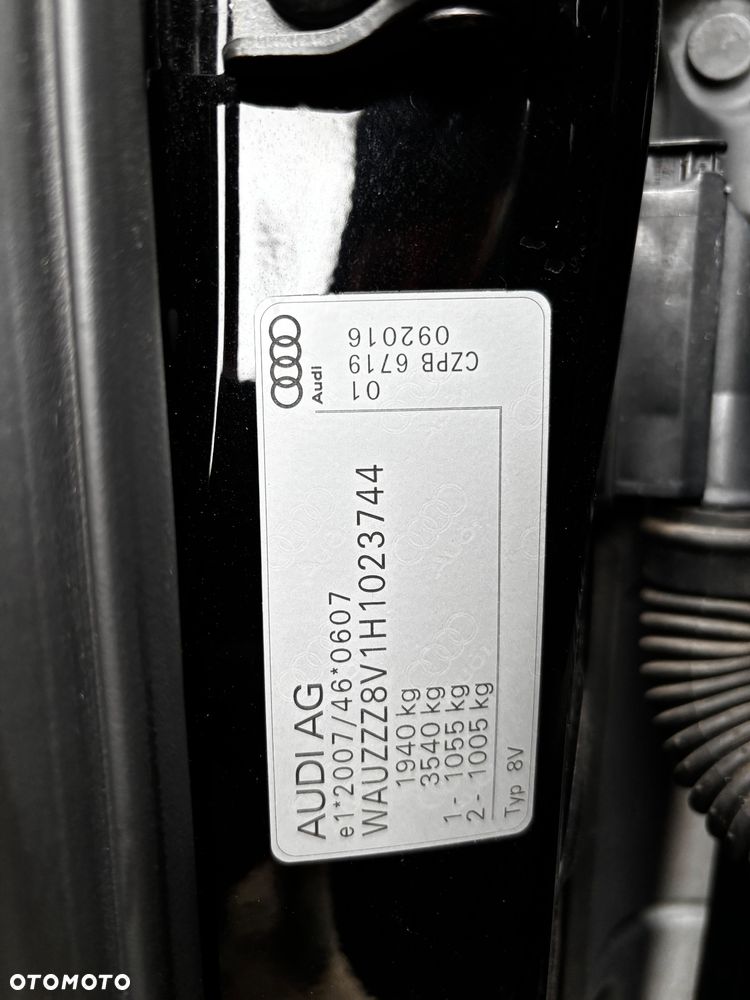 AUDI AG
e1*2007/46*0607
WAUZZZ8V1H1023744
1940 kg
3540 kg
1- 1055 kg
2- 1005 kg
Typ 8V
Audi
01
CZPB 6719
092016
OTOMOTO